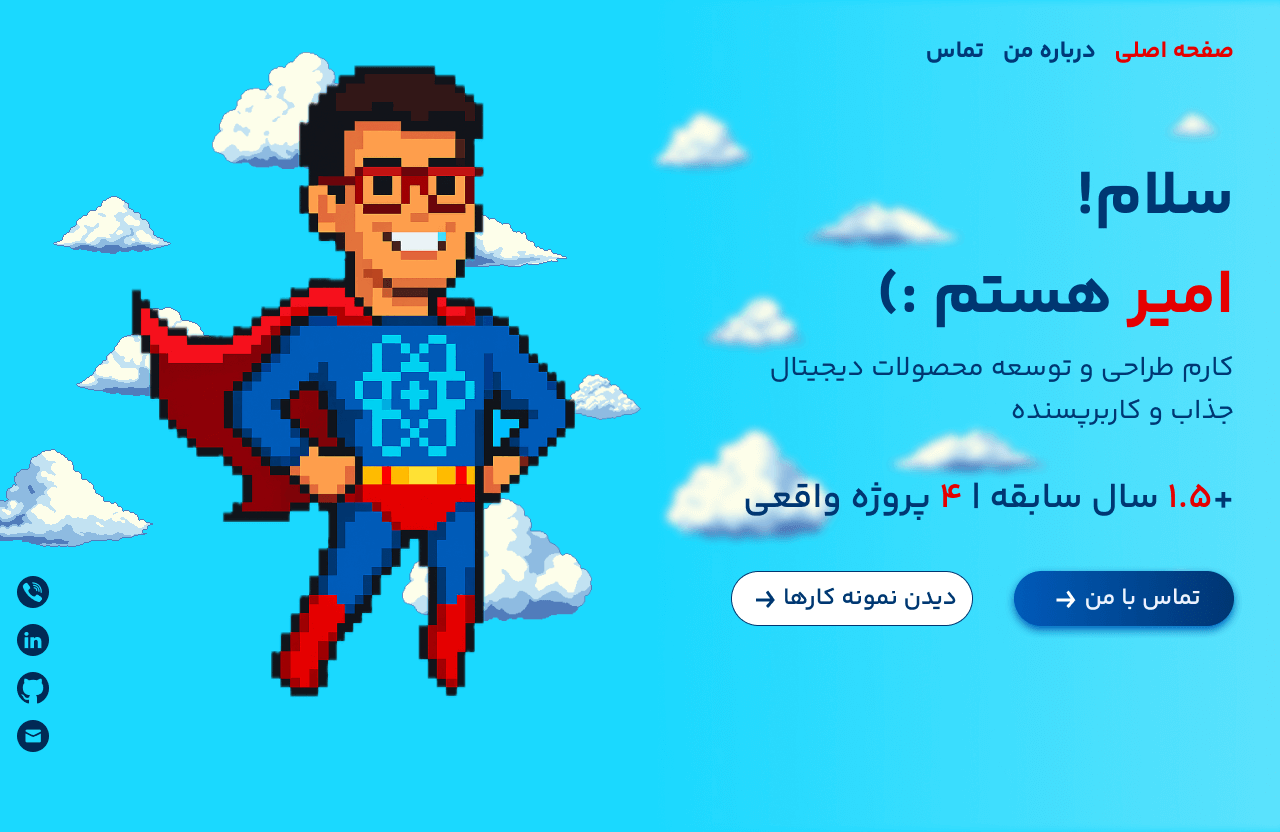 صفحه اصلی درباره من تماس
سلام!
امیر هستم :)
کارم طراحی و توسعه محصولات دیجیتال
جذاب و کاربرپسنده
+۱.۵ سال سابقه | ۴ پروژه واقعی
تماس با من
دیدن نمونه کارها
in